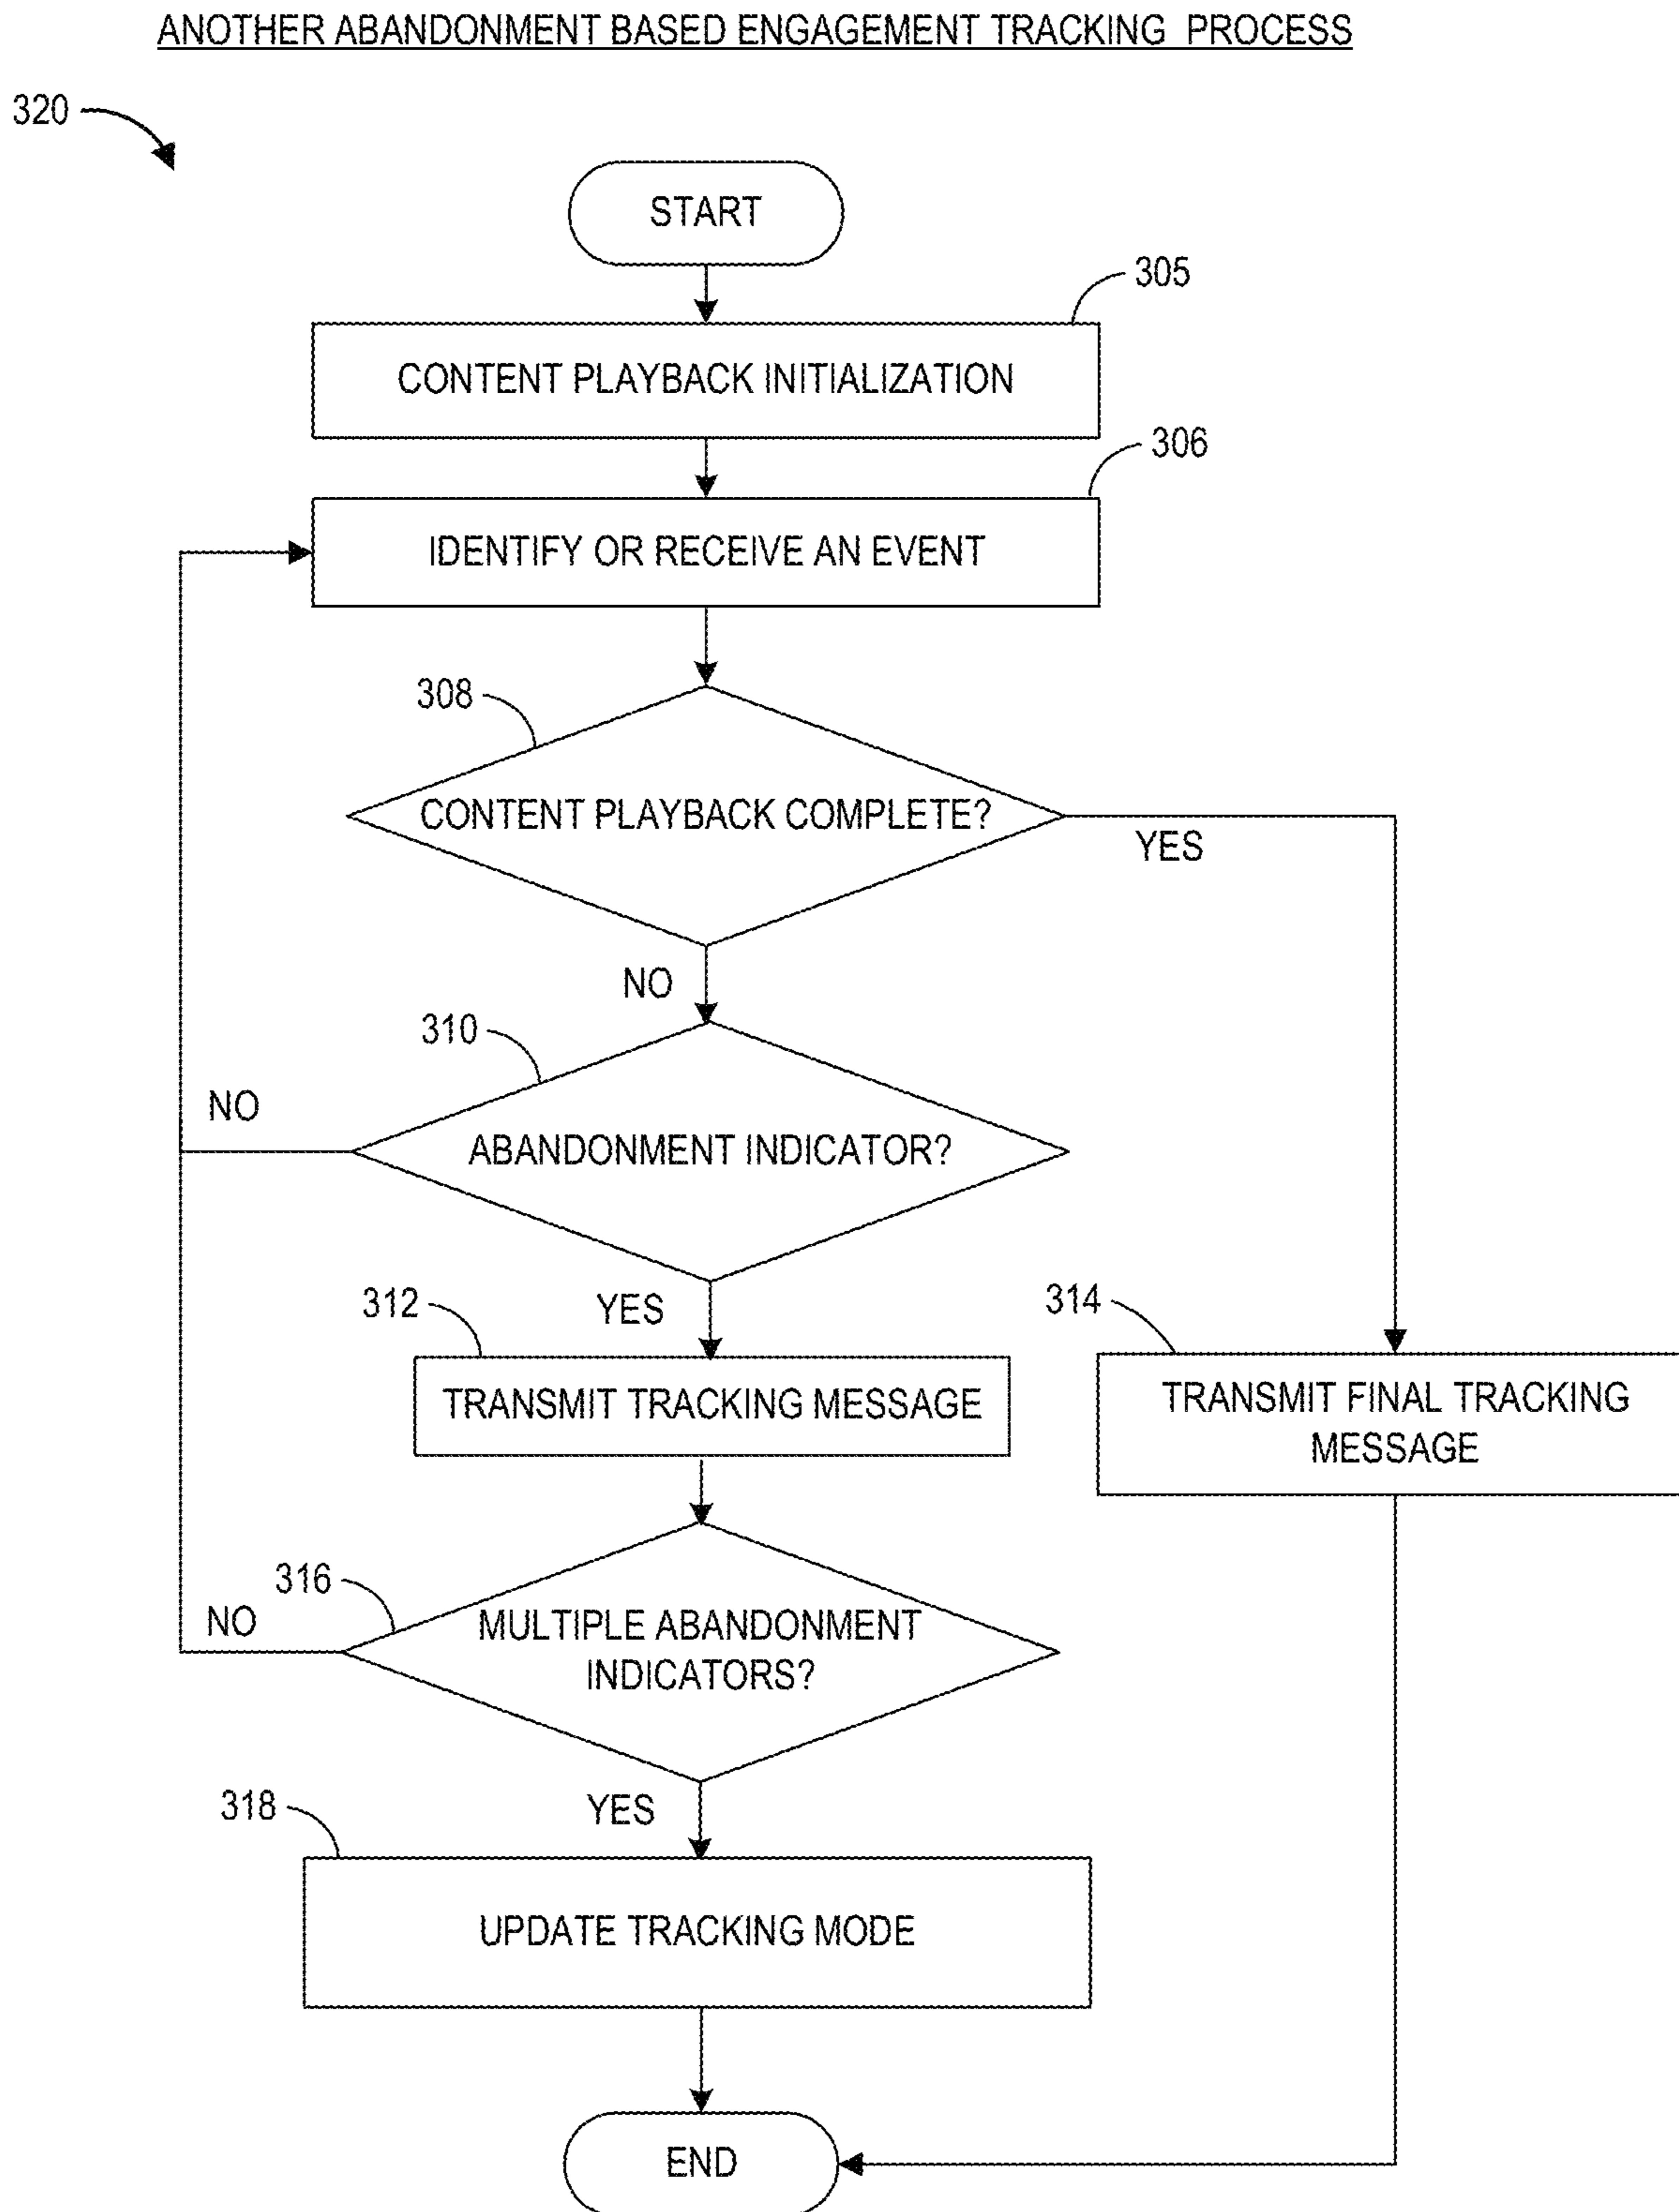 ANOTHER ABANDONMENT BASED ENGAGEMENT TRACKING PROCESS
320
START
305
CONTENT PLAYBACK INITIALIZATION
306
IDENTIFY OR RECEIVE AN EVENT
308
CONTENT PLAYBACK COMPLETE?
YES
NO
310
NO
ABANDONMENT INDICATOR?
YES
312
TRANSMIT TRACKING MESSAGE
314
TRANSMIT FINAL TRACKING
MESSAGE
316
NO
MULTIPLE ABANDONMENT
INDICATORS?
YES
318
UPDATE TRACKING MODE
END